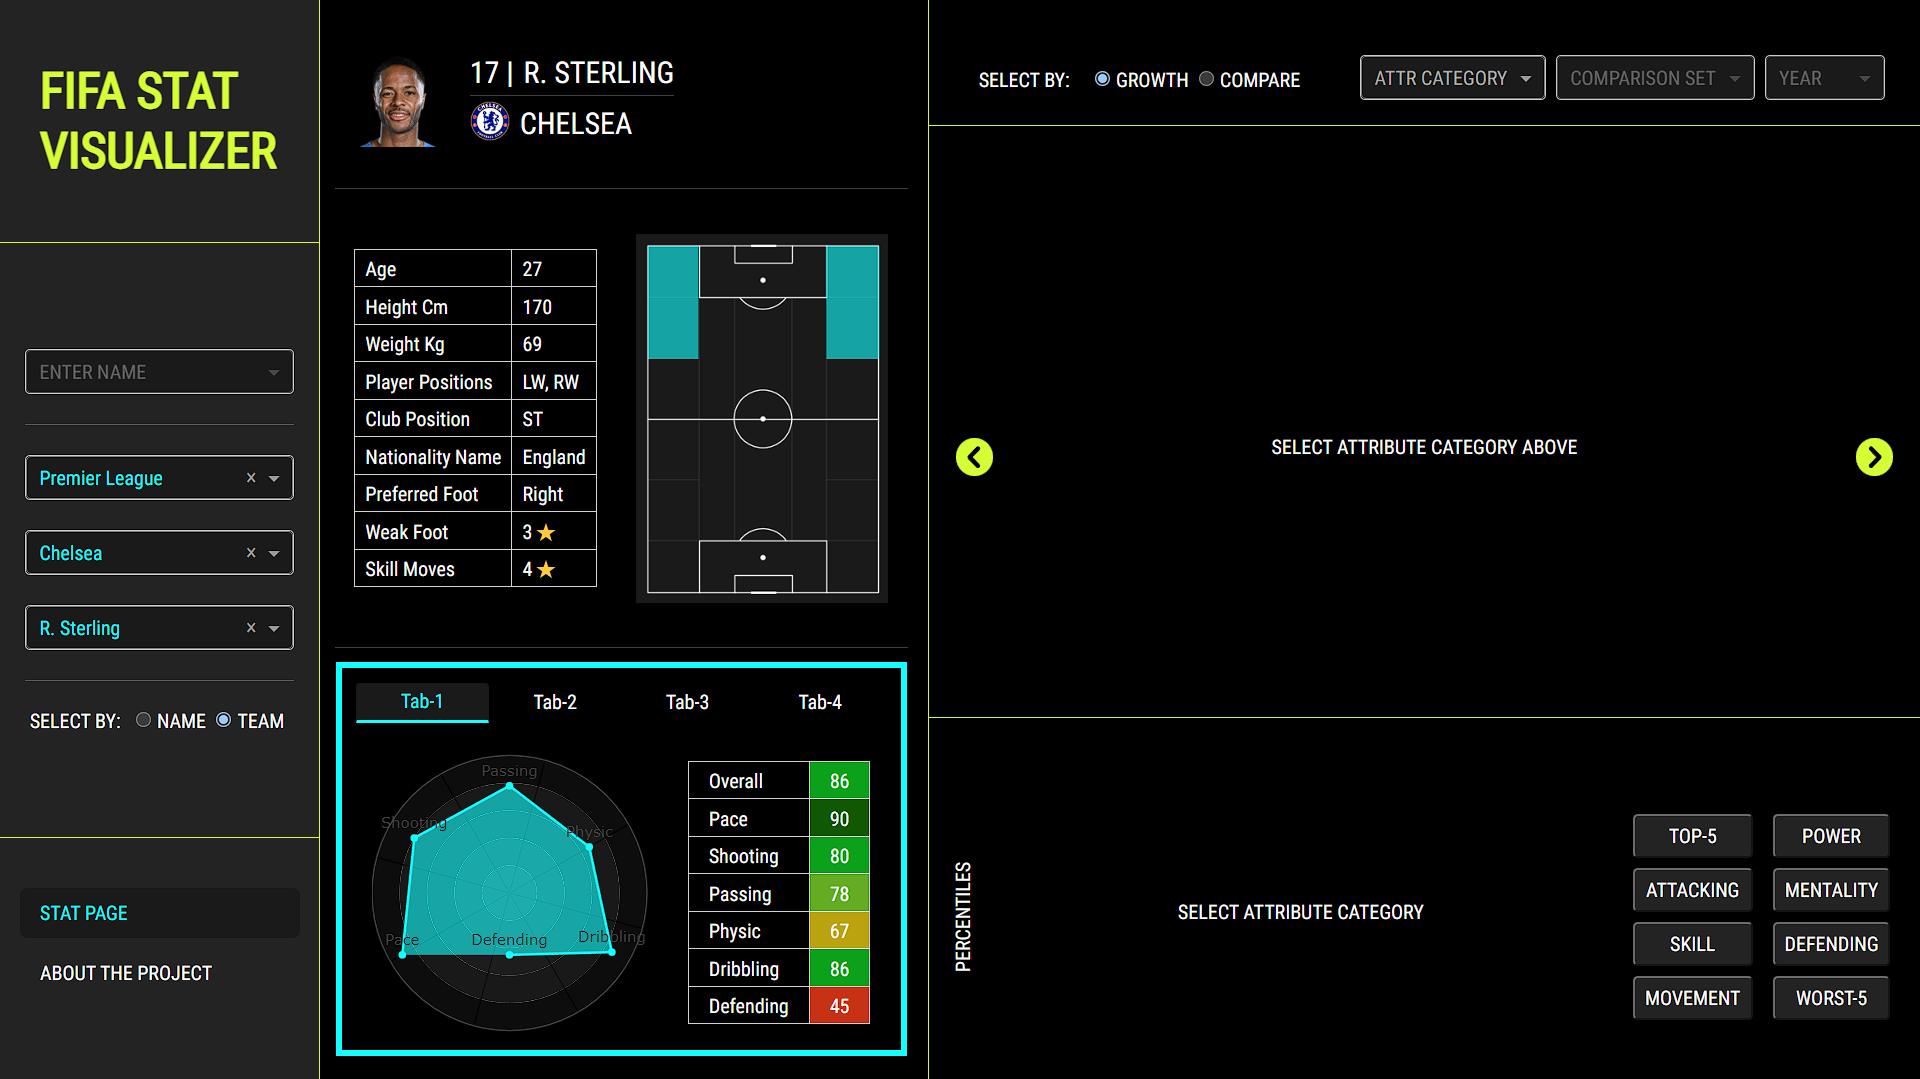 FIFA STAT
VISUALIZER
ENTER NAME
Premier League ×
Chelsea ×
R. Sterling ×
SELECT BY: NAME TEAM
STAT PAGE
ABOUT THE PROJECT
17 | R. STERLING
CHELSEA
Age 27
Height Cm 170
Weight Kg 69
Player Positions LW, RW
Club Position ST
Nationality Name England
Preferred Foot Right
Weak Foot 3 ★
Skill Moves 4 ★
Tab-1 Tab-2 Tab-3 Tab-4
Passing
Shooting
Physic
Pace
Defending
Dribbling
Overall 86
Pace 90
Shooting 80
Passing 78
Physic 67
Dribbling 86
Defending 45
SELECT BY: GROWTH COMPARE
ATTR CATEGORY
COMPARISON SET
YEAR
SELECT ATTRIBUTE CATEGORY ABOVE
PERCENTILES
SELECT ATTRIBUTE CATEGORY
TOP-5 POWER
ATTACKING MENTALITY
SKILL DEFENDING
MOVEMENT WORST-5